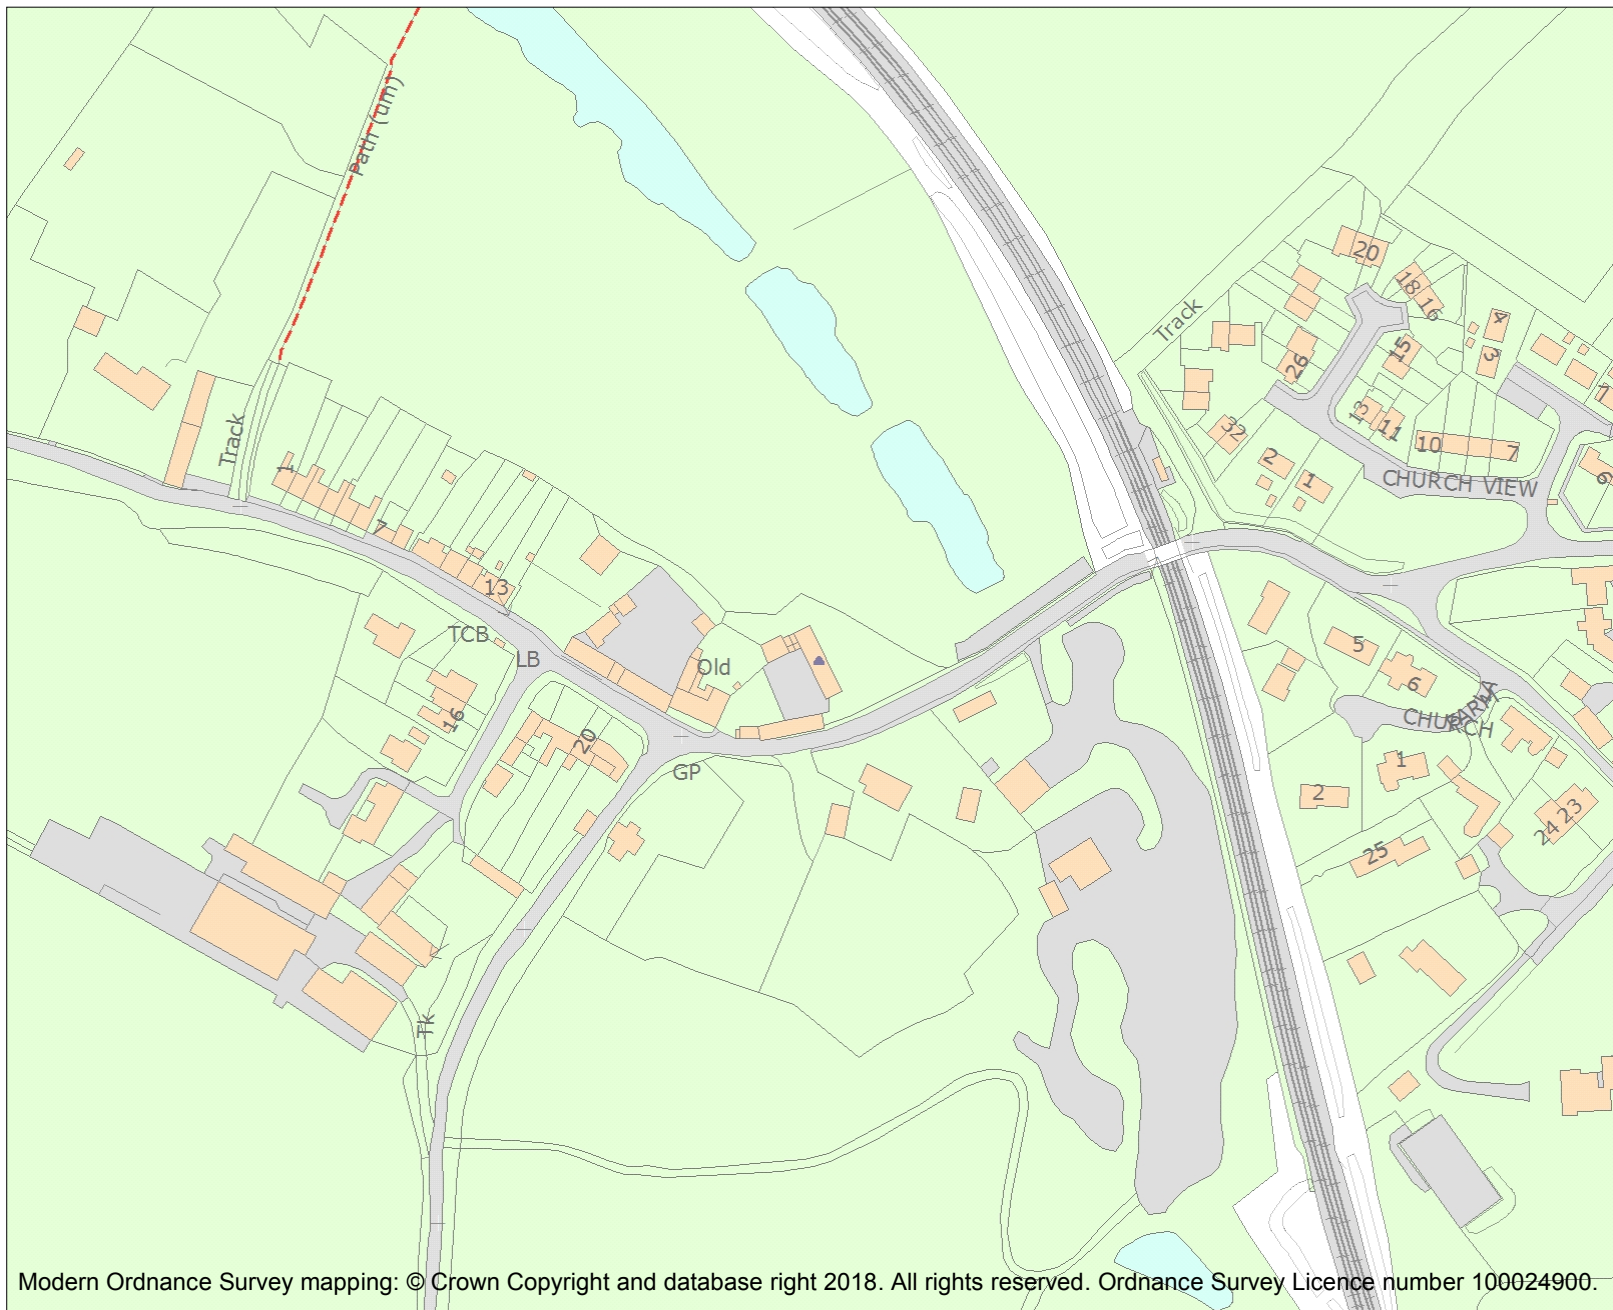 Path (um)
20
18
16
4
Track
15
3
26
7
13
11
32
10
7
Track
2
1
CHURCH VIEW
6
1
7
13
TCB
LB
Old
5
6
CHURCH
FARM
16
20
GP
1
2
24 23
25
Tk
Modern Ordnance Survey mapping: © Crown Copyright and database right 2018. All rights reserved. Ordnance Survey Licence number 100024900.